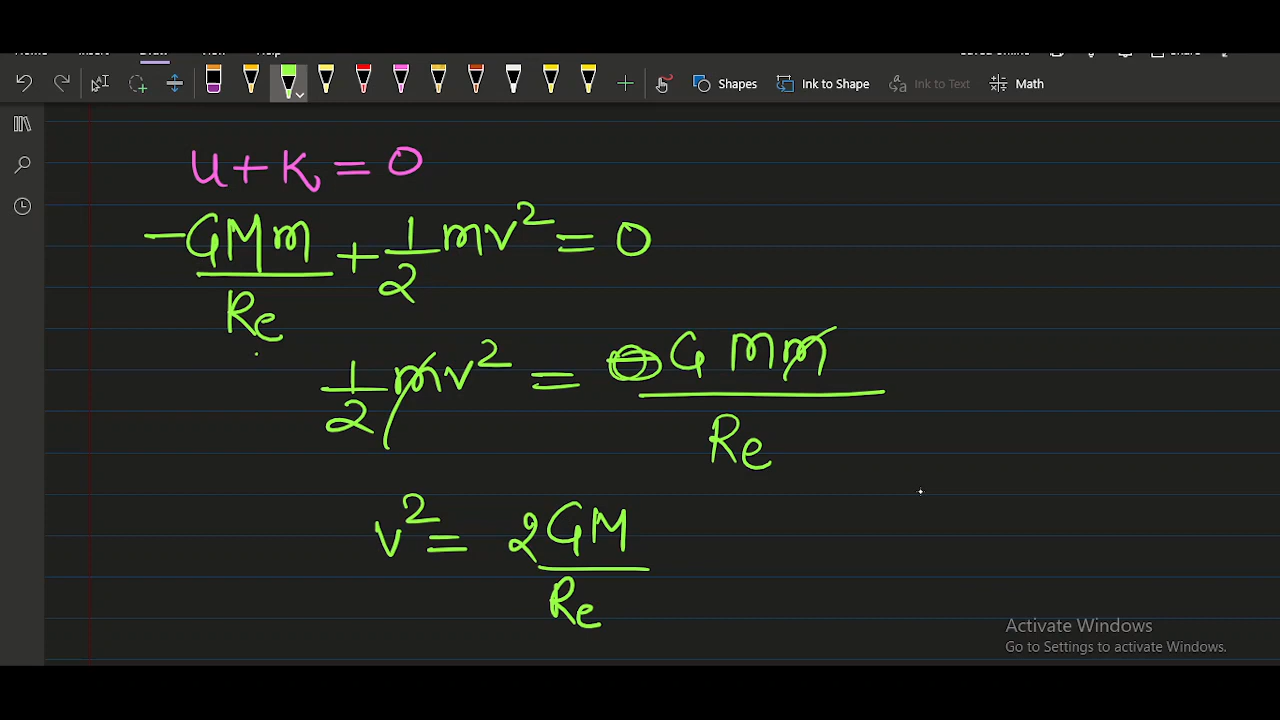 Shapes Ink to Shape Ink to Text Math
U + K = 0
-GMm/Re + 1/2 mv² = 0
1/2 mv² = GMm/Re
v² = 2GM/Re
Activate Windows
Go to Settings to activate Windows.